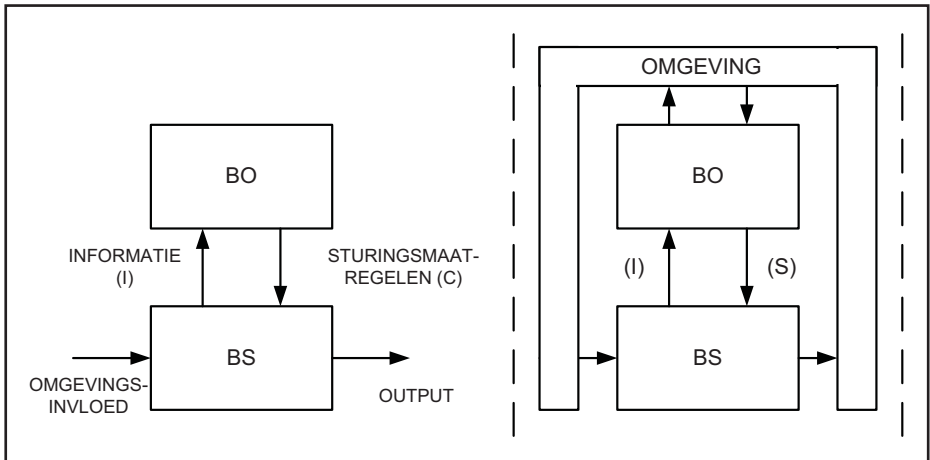 BO
INFORMATIE
(I)
STURINGSMAAT-
REGELEN (C)
BS
OMGEVINGS-
INVLOED
OUTPUT
OMGEVING
BO
(I)
(S)
BS